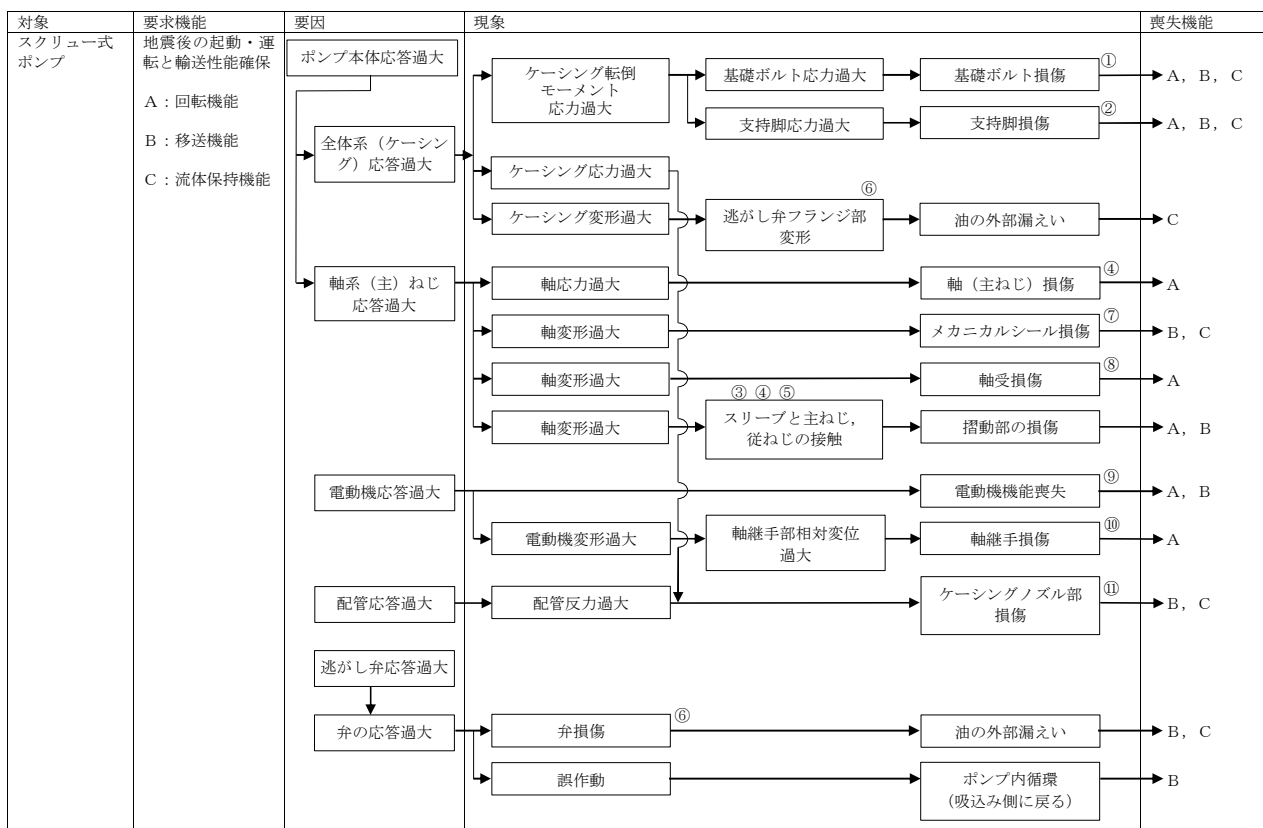 対象
要求機能
要因
現象
喪失機能
スクリュー式
ポンプ
地震後の起動・運
転と輸送性能確保
A：回転機能
B：移送機能
C：流体保持機能
ポンプ本体応答過大
ケーシング転倒
モーメント
応力過大
基礎ボルト応力過大
基礎ボルト損傷
①
A，B，C
支持脚応力過大
支持脚損傷
②
A，B，C
全体系（ケーシン
グ）応答過大
ケーシング応力過大
ケーシング変形過大
⑥
逃がし弁フランジ部
変形
油の外部漏えい
C
軸系（主）ねじ
応答過大
軸応力過大
軸（主ねじ）損傷
④
A
軸変形過大
メカニカルシール損傷
⑦
B，C
軸変形過大
軸受損傷
⑧
A
軸変形過大
③ ④ ⑤
スリーブと主ねじ，
従ねじの接触
摺動部の損傷
A，B
電動機応答過大
電動機機能喪失
⑨
A，B
電動機変形過大
軸継手部相対変位
過大
軸継手損傷
⑩
A
配管応答過大
配管反力過大
ケーシングノズル部
損傷
⑪
B，C
逃がし弁応答過大
弁の応答過大
弁損傷
⑥
油の外部漏えい
B，C
誤作動
ポンプ内循環
（吸込み側に戻る）
B